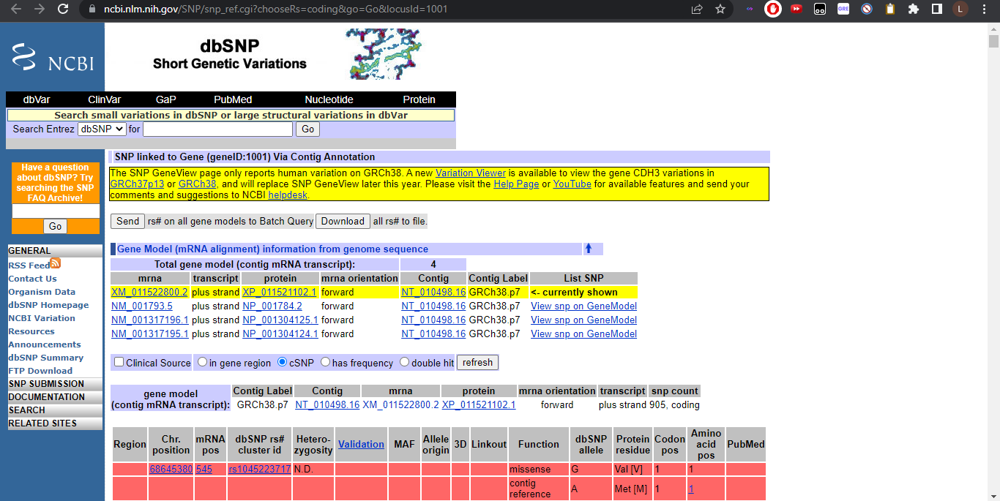 ncbi.nlm.nih.gov/SNP/snp_ref.cgi?chooseRs=coding&go=Go&locusId=1001
GRE
L
NCBI
dbSNP
Short Genetic Variations
dbVar ClinVar GaP PubMed Nucleotide Protein
Search small variations in dbSNP or large structural variations in dbVar
Search Entrez dbSNP for Go
Have a question
about dbSNP? Try
searching the SNP
FAQ Archive!
Go
GENERAL
RSS Feed
Contact Us
Organism Data
dbSNP Homepage
NCBI Variation
Resources
Announcements
dbSNP Summary
FTP Download
SNP SUBMISSION
DOCUMENTATION
SEARCH
RELATED SITES
SNP linked to Gene (geneID:1001) Via Contig Annotation
The SNP GeneView page only reports human variation on GRCh38. A new Variation Viewer is available to view the gene CDH3 variations in
GRCh37p13 or GRCh38, and will replace SNP GeneView later this year. Please visit the Help Page or YouTube for available features and send your
comments and suggestions to NCBI helpdesk.
Send rs# on all gene models to Batch Query Download all rs# to file.
Gene Model (mRNA alignment) information from genome sequence
Total gene model (contig mRNA transcript): 4
mrna transcript protein mrna orientation Contig Contig Label List SNP
XM_011522800.2 plus strand XP_011521102.1 forward NT_010498.16 GRCh38.p7 <- currently shown
NM_001793.5 plus strand NP_001784.2 forward NT_010498.16 GRCh38.p7 View snp on GeneModel
NM_001317196.1 plus strand NP_001304125.1 forward NT_010498.16 GRCh38.p7 View snp on GeneModel
NM_001317195.1 plus strand NP_001304124.1 forward NT_010498.16 GRCh38.p7 View snp on GeneModel
Clinical Source in gene region cSNP has frequency double hit refresh
gene model
(contig mRNA transcript):
Contig Label Contig mrna protein mrna orientation transcript snp count
GRCh38.p7 NT_010498.16 XM_011522800.2 XP_011521102.1 forward plus strand 905, coding
Region Chr. position mRNA pos dbSNP rs# cluster id Hetero-zygosity Validation MAF Allele origin 3D Linkout Function dbSNP allele Protein residue Codon pos Amino acid pos PubMed
68645380 545 rs1045223717 N.D. missense G Val [V] 1 1
contig reference A Met [M] 1 1